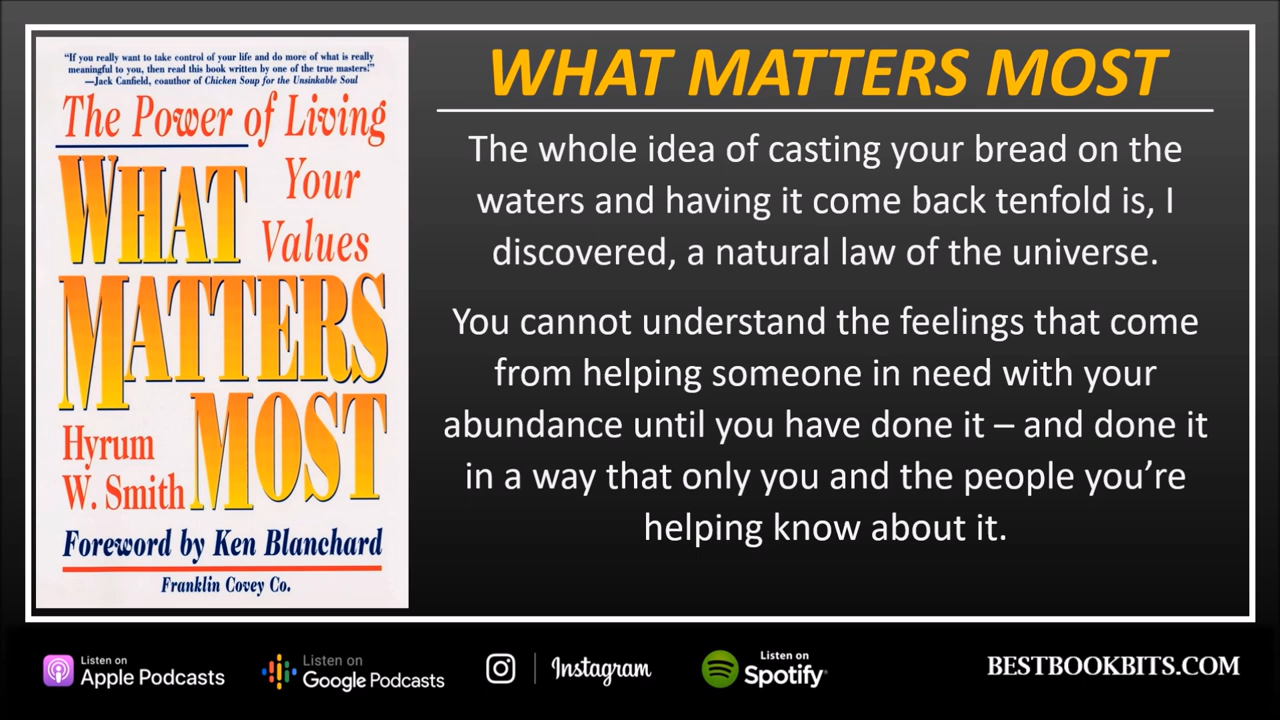 “If you really want to take control of your life and do more of what is really
meaningful to you, then read this book written by one of the true masters!”
—Jack Canfield, coauthor of Chicken Soup for the Unsinkable Soul
The Power of Living
Your
Values
WHAT
MATTERS
MOST
Hyrum
W. Smith
Foreword by Ken Blanchard
Franklin Covey Co.
WHAT MATTERS MOST
The whole idea of casting your bread on the
waters and having it come back tenfold is, I
discovered, a natural law of the universe.
You cannot understand the feelings that come
from helping someone in need with your
abundance until you have done it – and done it
in a way that only you and the people you’re
helping know about it.
Listen on
Apple Podcasts
Listen on
Google Podcasts
Instagram
Listen on
Spotify
BESTBOOKBITS.COM